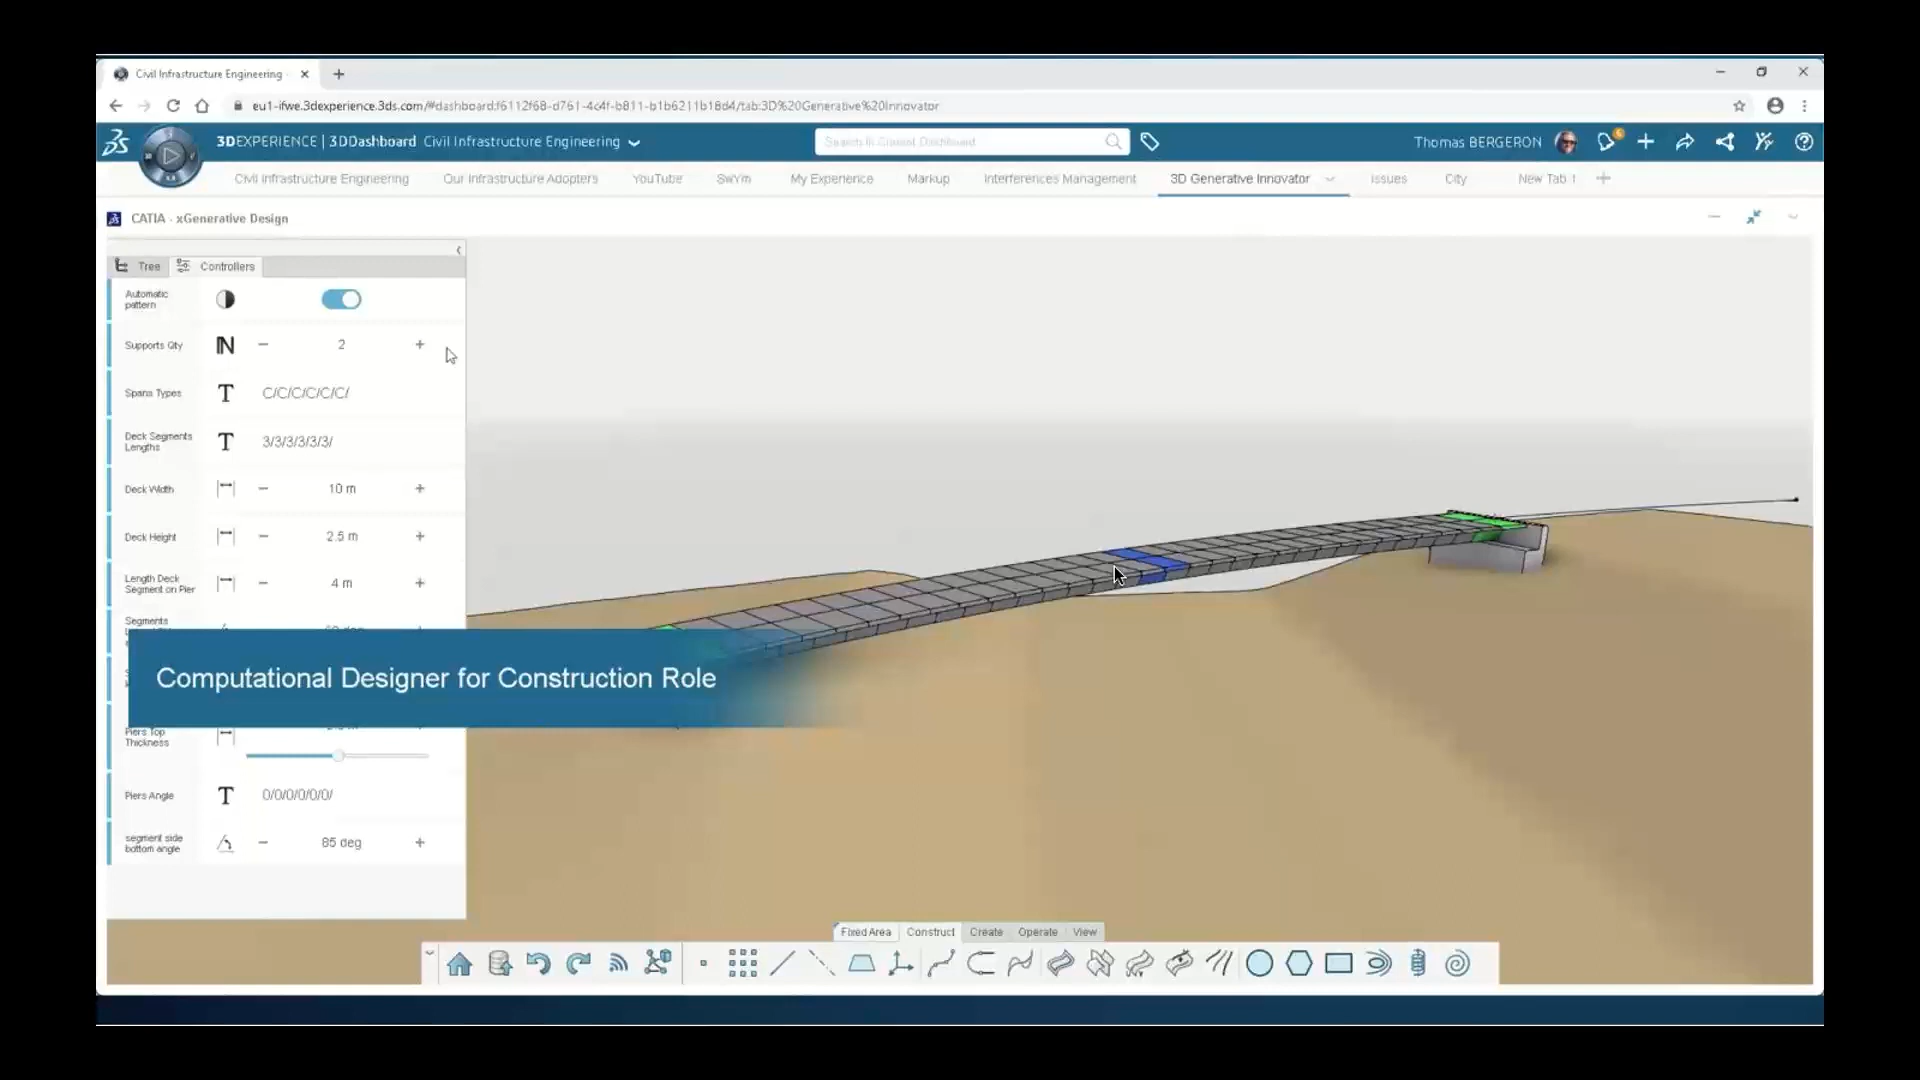 Civil Infrastructure Engineering
eu1-ifwe.3dexperience.3ds.com/#dashboard:f6112f68-d761-4c4f-b811-b1b6211b18d4/tab:3D%20Generative%20Innovator
3DEXPERIENCE | 3DDashboard Civil Infrastructure Engineering
Search in Current Dashboard
Thomas BERGERON
6
Civil Infrastructure Engineering Our Infrastructure Adopters YouTube SwYm My Experience Markup Interferences Management 3D Generative Innovator Issues City New Tab 1
CATIA - xGenerative Design
Tree Controllers
Automatic pattern
Supports Qty N 2
Spans Types T C/C/C/C/C/C/
Deck Segments Lengths T 3/3/3/3/3/3/
Deck Width 10 m
Deck Height 2.5 m
Length Deck Segment on Pier 4 m
Segments
Computational Designer for Construction Role
Piers Top Thickness
Piers Angle T 0/0/0/0/0/0/
segment side bottom angle 85 deg
Fixed Area Construct Create Operate View